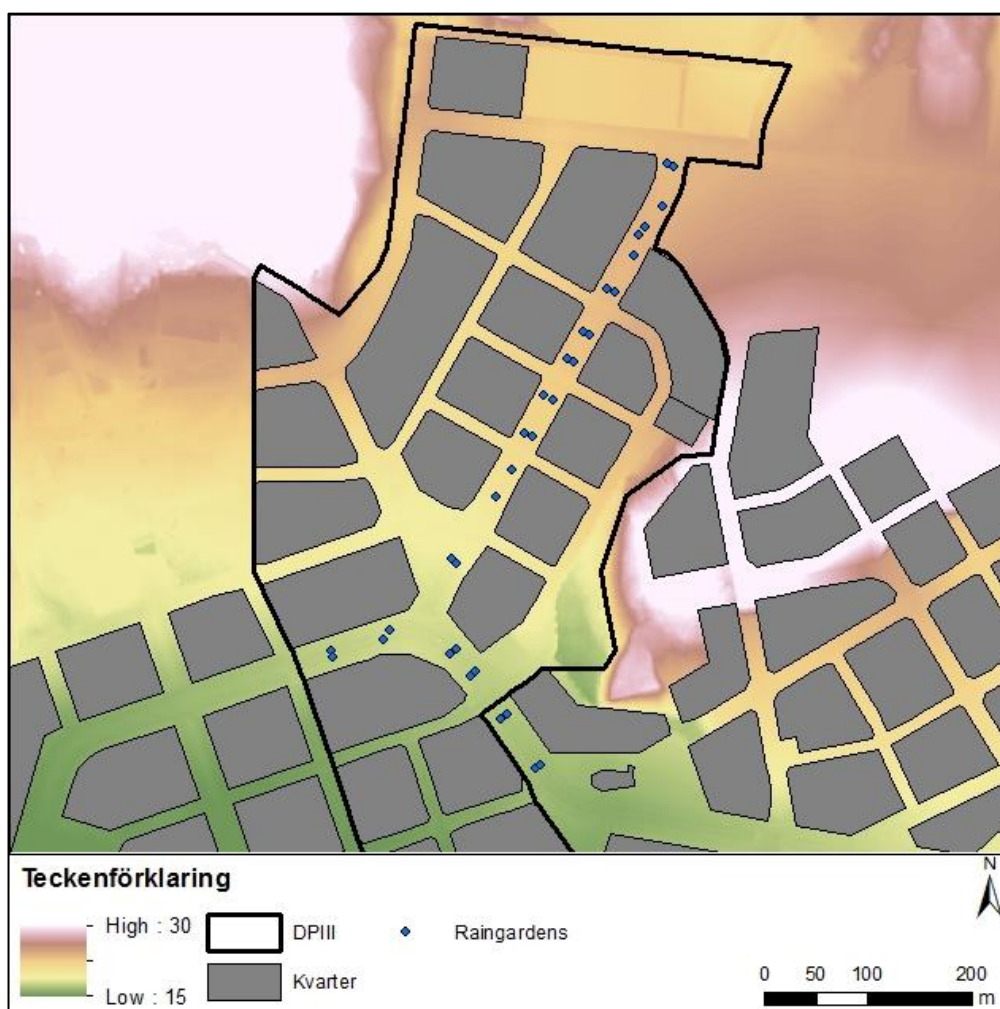 Teckenförklaring
High : 30
Low : 15
DPIII
Kvarter
Raingardens
N
0 50 100 200
m